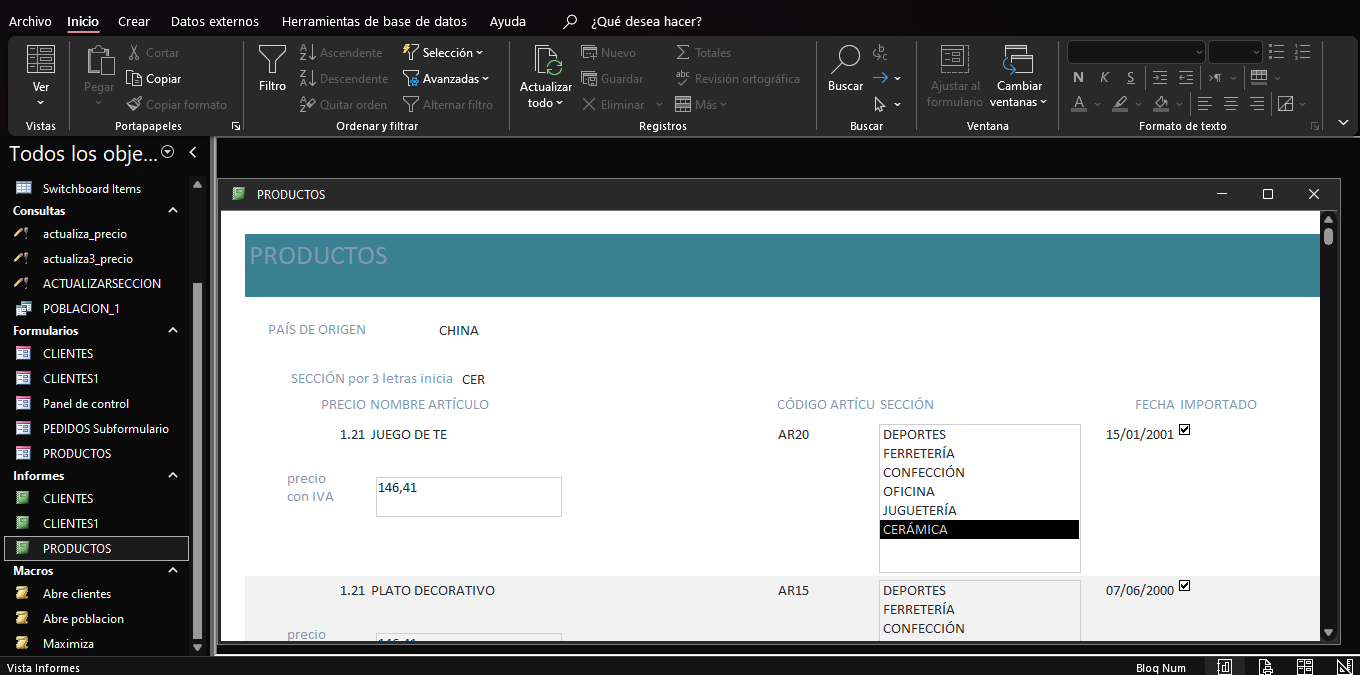 Archivo Inicio Crear Datos externos Herramientas de base de datos Ayuda ¿Qué desea hacer?
Ver
Vistas
Pegar
Cortar
Copiar
Copiar formato
Portapapeles
Filtro
Ascendente
Descendente
Quitar orden
Selección
Avanzadas
Alternar filtro
Ordenar y filtrar
Actualizar
todo
Nuevo
Guardar
Eliminar
Totales
Revisión ortográfica
Más
Registros
Buscar
Buscar
Ajustar al
formulario
Cambiar
ventanas
Ventana
N K S
A
Formato de texto
Todos los obje...
Switchboard Items
Consultas
actualiza_precio
actualiza3_precio
ACTUALIZARSECCION
POBLACION_1
Formularios
CLIENTES
CLIENTES1
Panel de control
PEDIDOS Subformulario
PRODUCTOS
Informes
CLIENTES
CLIENTES1
PRODUCTOS
Macros
Abre clientes
Abre poblacion
Maximiza
PRODUCTOS
PRODUCTOS
PAÍS DE ORIGEN CHINA
SECCIÓN por 3 letras inicia CER
PRECIO NOMBRE ARTÍCULO CÓDIGO ARTÍCU SECCIÓN FECHA IMPORTADO
1.21 JUEGO DE TE AR20 DEPORTES 15/01/2001
FERRETERÍA
CONFECCIÓN
OFICINA
JUGUETERÍA
CERÁMICA
precio
con IVA
146,41
1.21 PLATO DECORATIVO AR15 DEPORTES 07/06/2000
FERRETERÍA
CONFECCIÓN
precio
146,41
Vista Informes Bloq Num